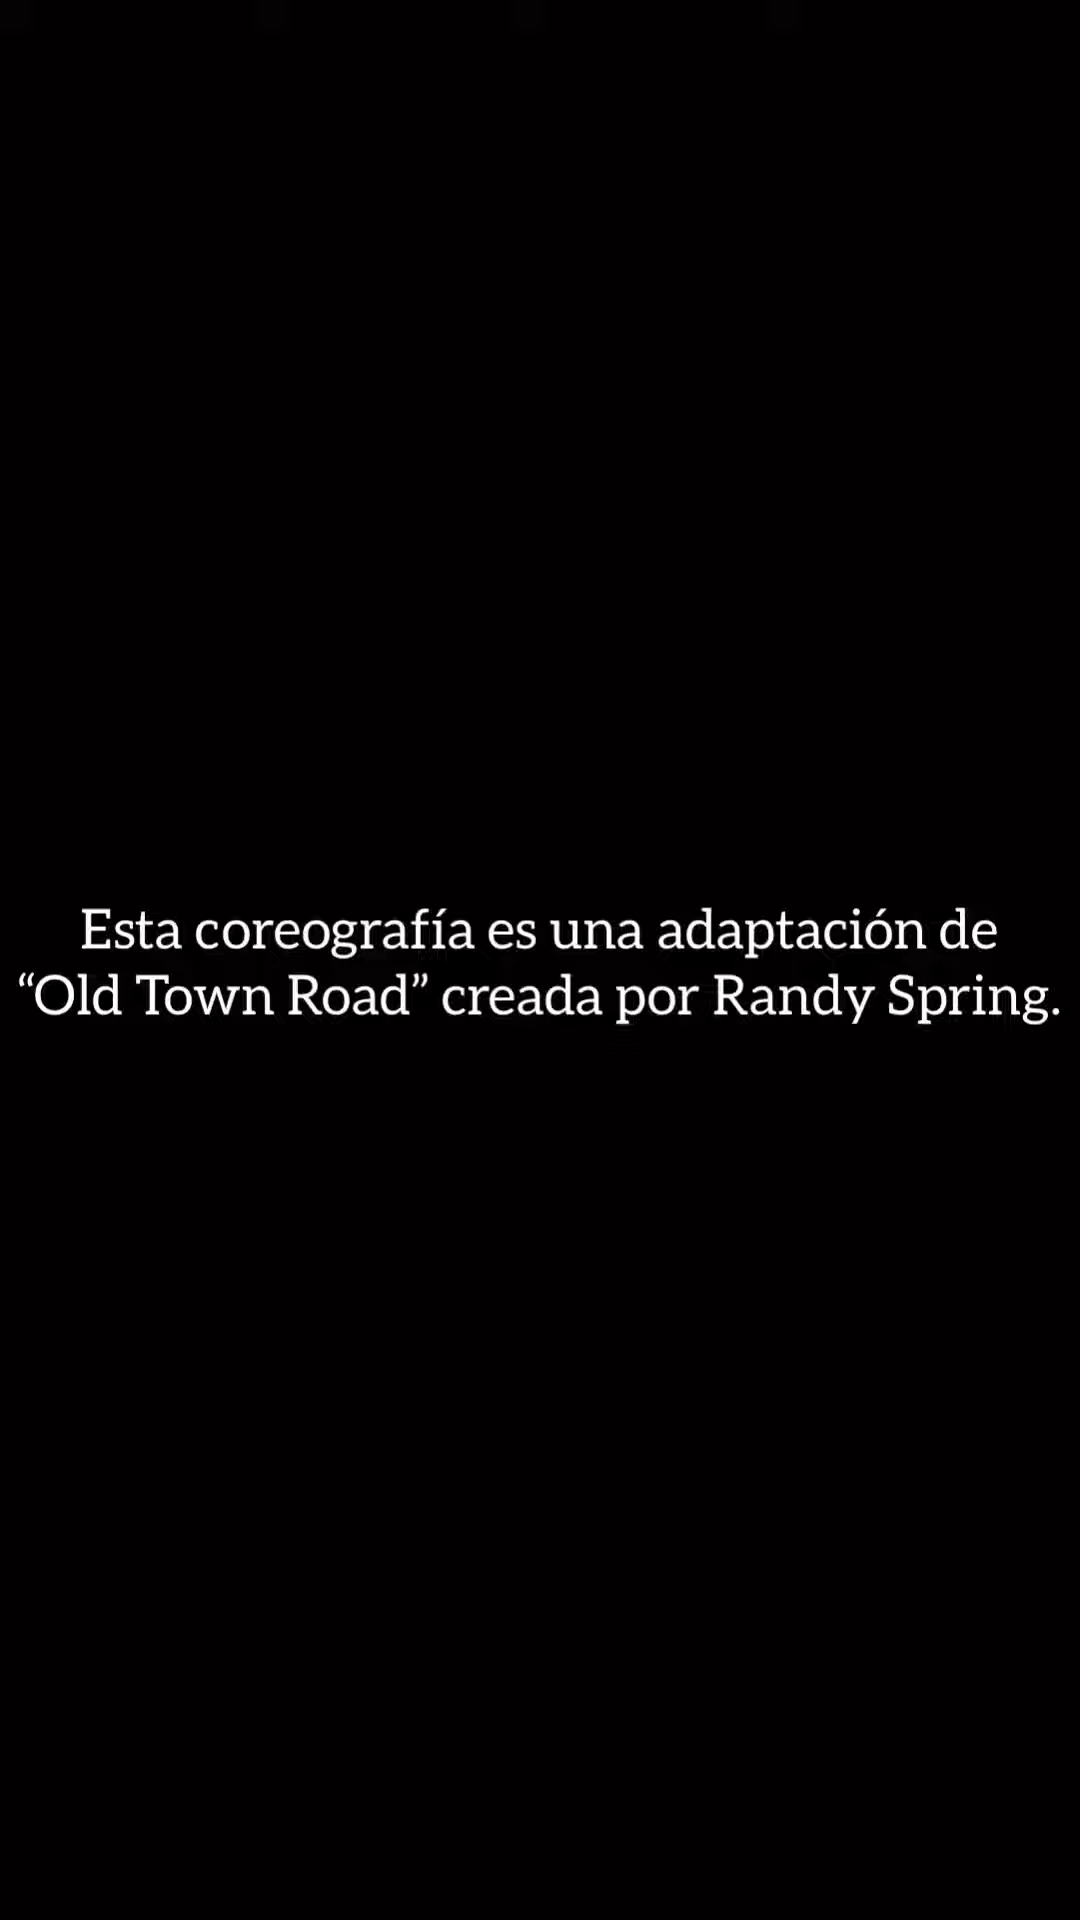 Esta coreografía es una adaptación de
“Old Town Road” creada por Randy Spring.